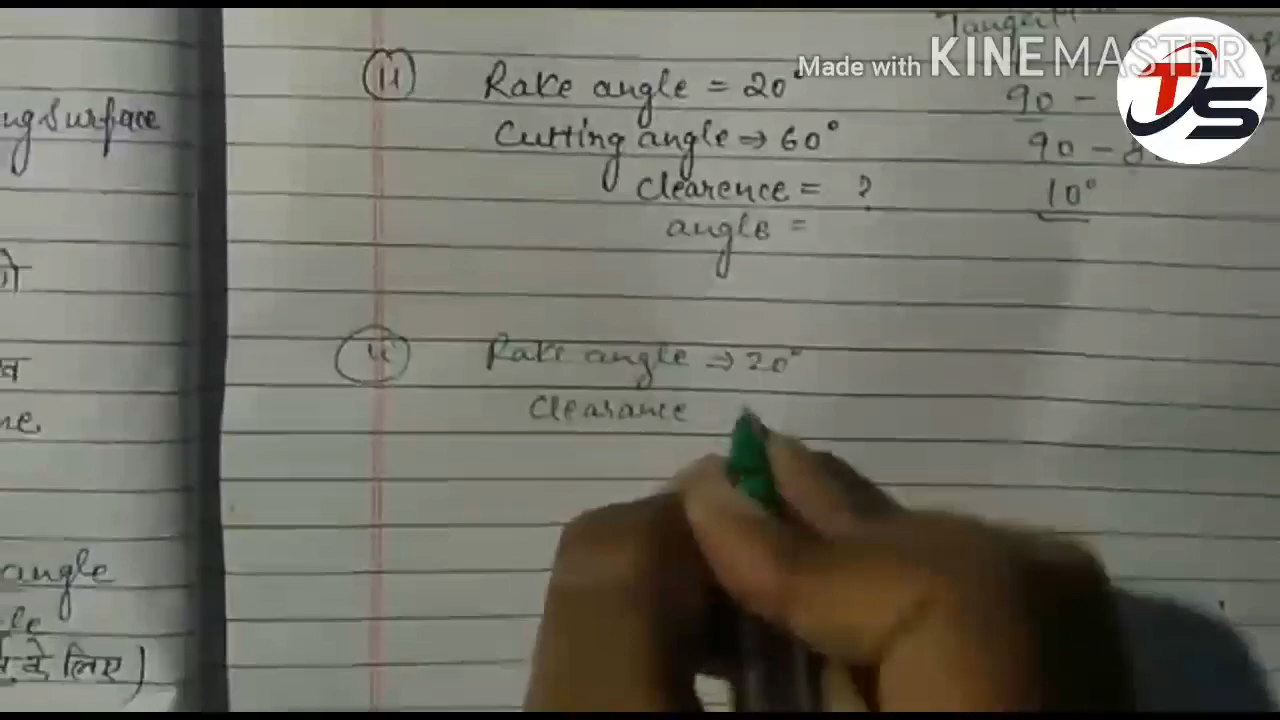 Made with KINEMASTER
TJS
ng Surface
angle
के लिए)
(11) Rake angle = 20°
Cutting angle → 60°
Clearence = ?
angle =
90 -
90 -
10°
Rake angle → 20°
Clearance